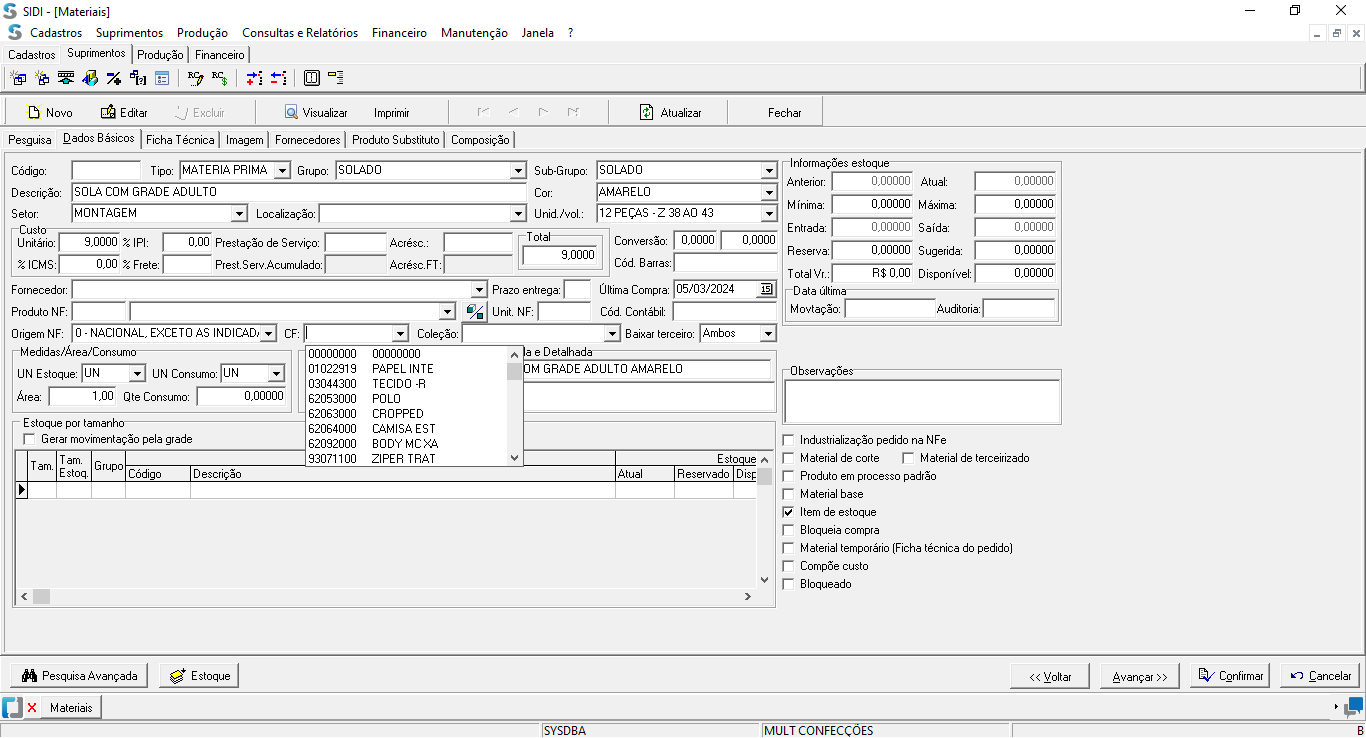 SIDI - [Materiais]
Cadastros Suprimentos Produção Consultas e Relatórios Financeiro Manutenção Janela ?
Cadastros Suprimentos Produção Financeiro
Novo Editar Excluir Visualizar Imprimir Atualizar Fechar
Pesquisa Dados Básicos Ficha Técnica Imagem Fornecedores Produto Substituto Composição
Código: Tipo: MATERIA PRIMA Grupo: SOLADO Sub-Grupo: SOLADO
Descrição: SOLA COM GRADE ADULTO Cor: AMARELO
Setor: MONTAGEM Localização: Unid./vol.: 12 PEÇAS - Z 38 AO 43
Custo
Unitário: 9,0000 % IPI: 0,00 Prestação de Serviço: Acrésc.: Total 9,0000 Conversão: 0,0000 0,0000
% ICMS: 0,00 % Frete: Prest.Serv.Acumulado: Acrésc.FT: Cód. Barras:
Fornecedor: Prazo entrega: Última Compra: 05/03/2024 15
Produto NF: Unit. NF: Cód. Contábil:
Origem NF: 0 - NACIONAL, EXCETO AS INDICADA CF: Coleção: Baixar terceiro: Ambos
Informações estoque
Anterior: 0,00000 Atual: 0,00000
Mínima: 0,00000 Máxima: 0,00000
Entrada: 0,00000 Saída: 0,00000
Reserva: 0,00000 Sugerida: 0,00000
Total Vr.: R$ 0,00 Disponível: 0,00000
Data última
Movtação: Auditoria:
Medidas/Área/Consumo
UN Estoque: UN UN Consumo: UN
Área: 1,00 Qte Consumo: 0,00000
00000000 00000000
01022919 PAPEL INTE
03044300 TECIDO -R
62053000 POLO
62063000 CROPPED
62064000 CAMISA EST
62092000 BODY MC XA
93071100 ZIPER TRAT
la e Detalhada
OM GRADE ADULTO AMARELO
Observações
Estoque por tamanho
Gerar movimentação pela grade
Tam. Tam. Estoq. Grupo Código Descrição Estoque Atual Reservado Disp
Industrialização pedido na NFe
Material de corte Material de terceirizado
Produto em processo padrão
Material base
Item de estoque
Bloqueia compra
Material temporário (Ficha técnica do pedido)
Compõe custo
Bloqueado
Pesquisa Avançada Estoque << Voltar Avançar >> Confirmar Cancelar
Materiais
SYSDBA MULT CONFECÇÕES B